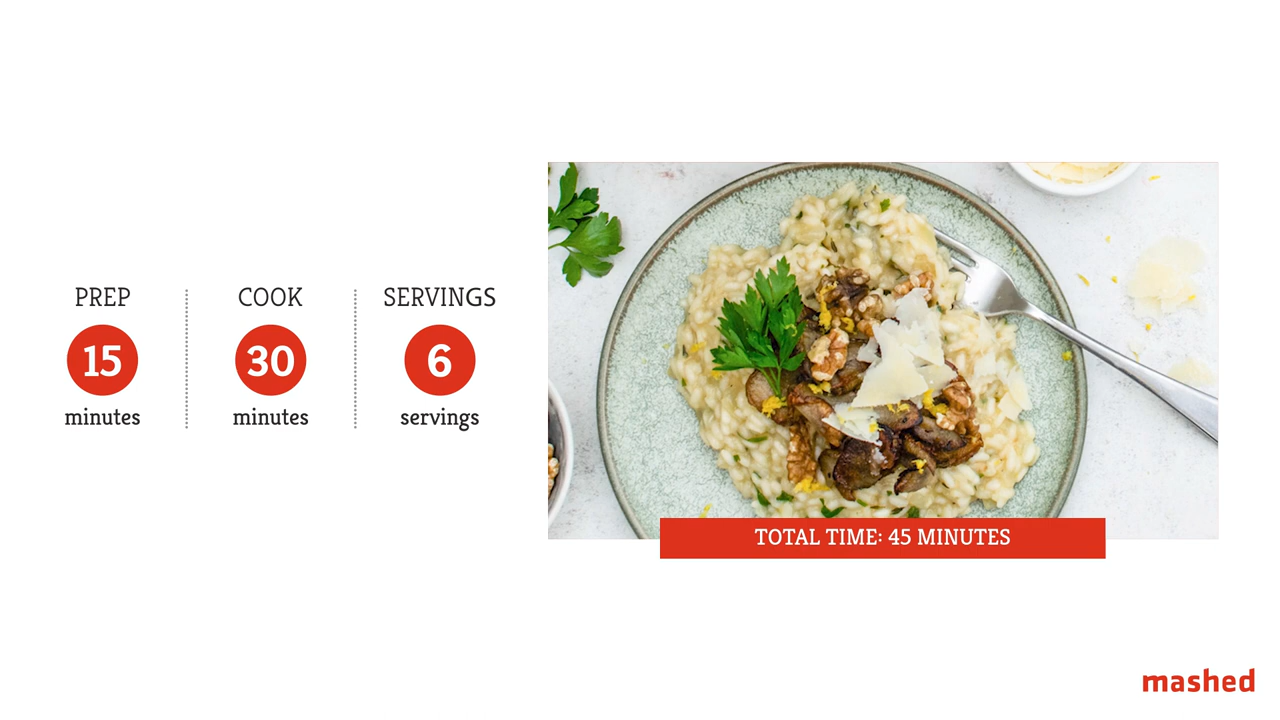 PREP
15
minutes
COOK
30
minutes
SERVINGS
6
servings
TOTAL TIME: 45 MINUTES
mashed